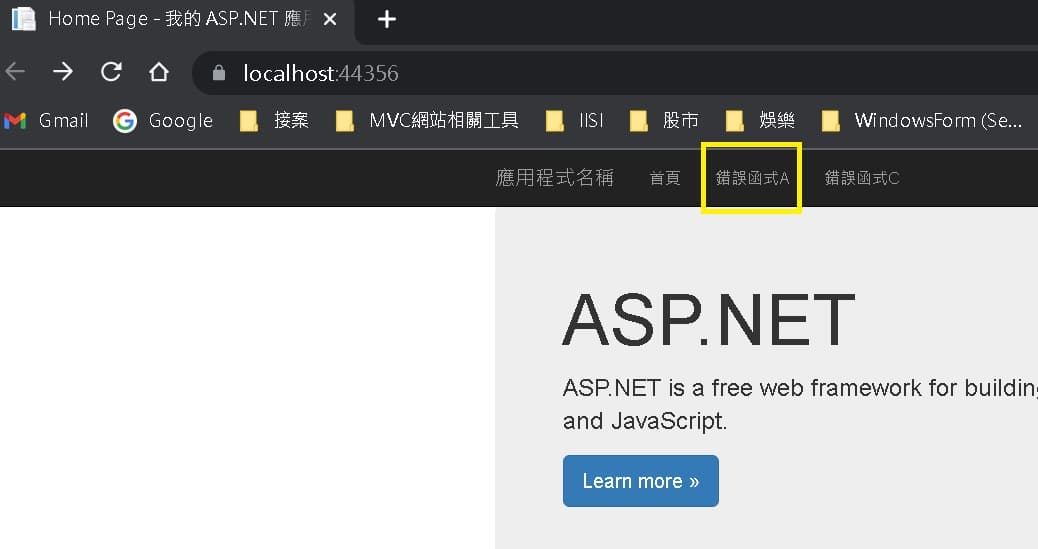 Home Page - 我的 ASP.NET 應
localhost:44356
Gmail Google 接案 MVC網站相關工具 IISI 股市 娛樂 WindowsForm (Se...
應用程式名稱 首頁 錯誤函式A 錯誤函式C
ASP.NET
ASP.NET is a free web framework for building
and JavaScript.
Learn more »